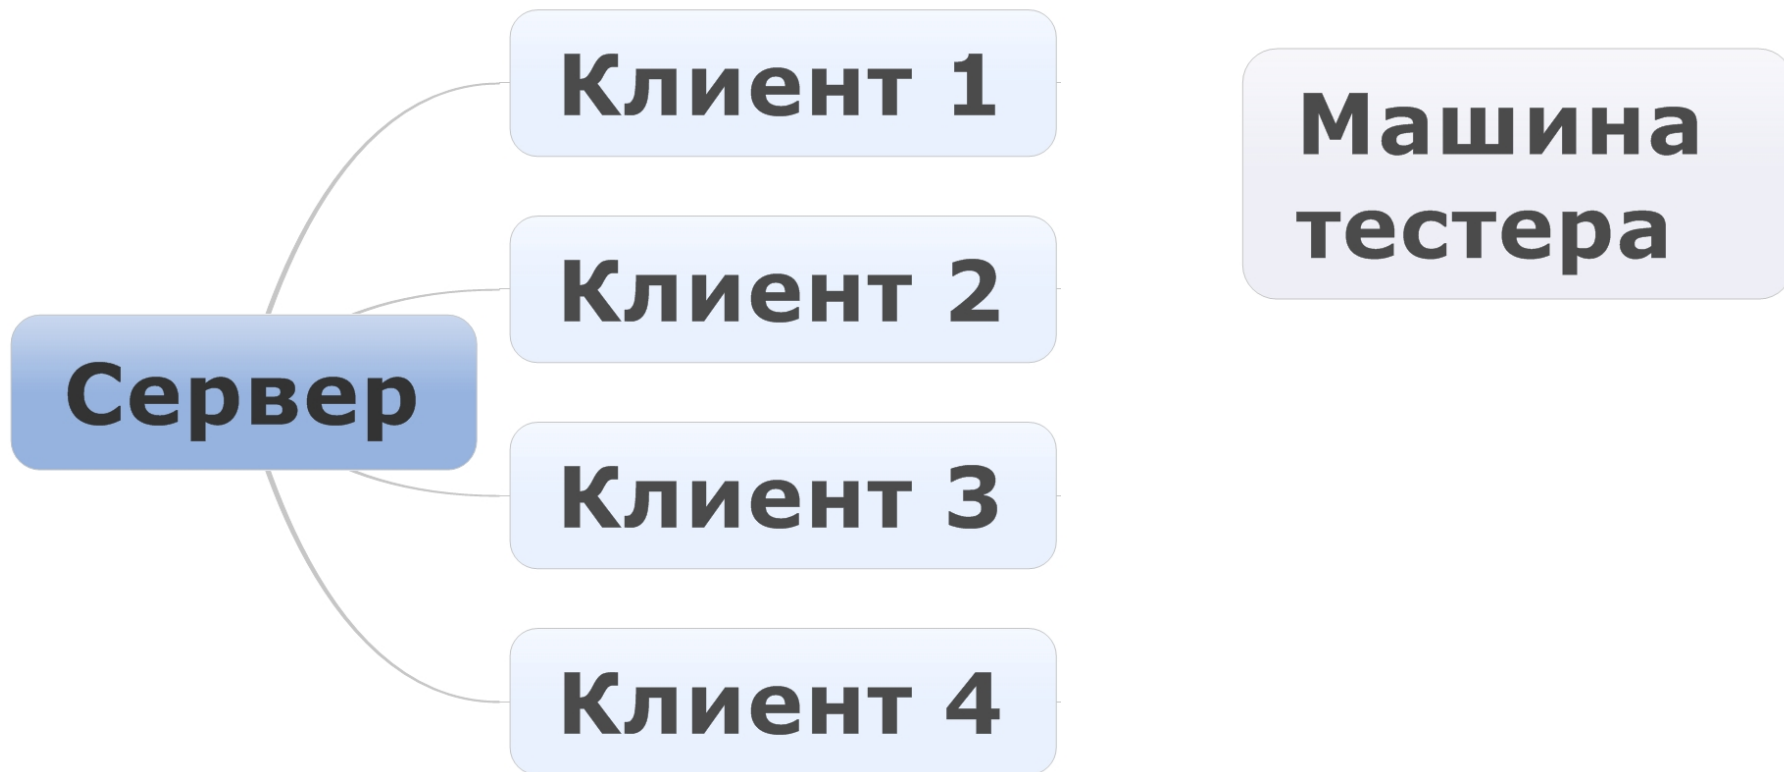 Клиент 1
Машина
тестера
Клиент 2
Сервер
Клиент 3
Клиент 4